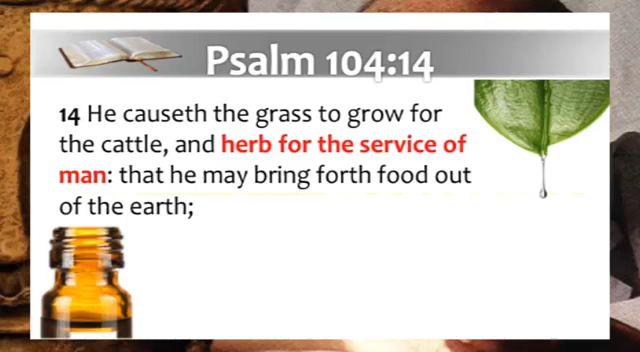 Psalm 104:14
14 He causeth the grass to grow for
the cattle, and herb for the service of
man: that he may bring forth food out
of the earth;